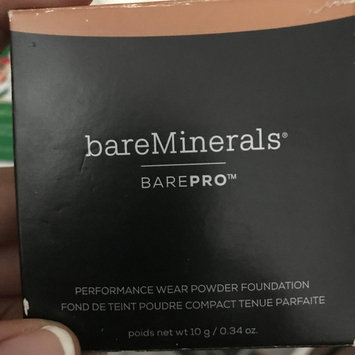 bareMinerals®
BAREPRO™
PERFORMANCE WEAR POWDER FOUNDATION
FOND DE TEINT POUDRE COMPACT TENUE PARFAITE
poids net wt 10 g / 0.34 oz.